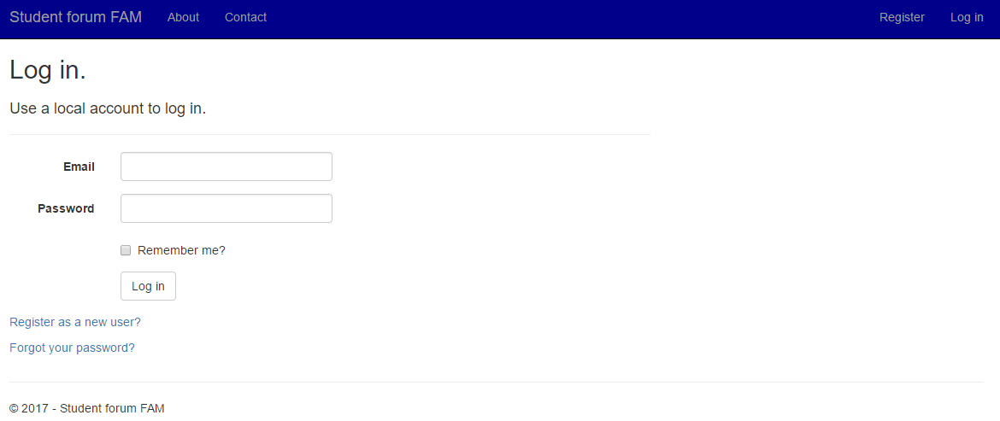 Student forum FAM About Contact Register Log in
Log in.
Use a local account to log in.
Email
Password
Remember me?
Log in
Register as a new user?
Forgot your password?
© 2017 - Student forum FAM